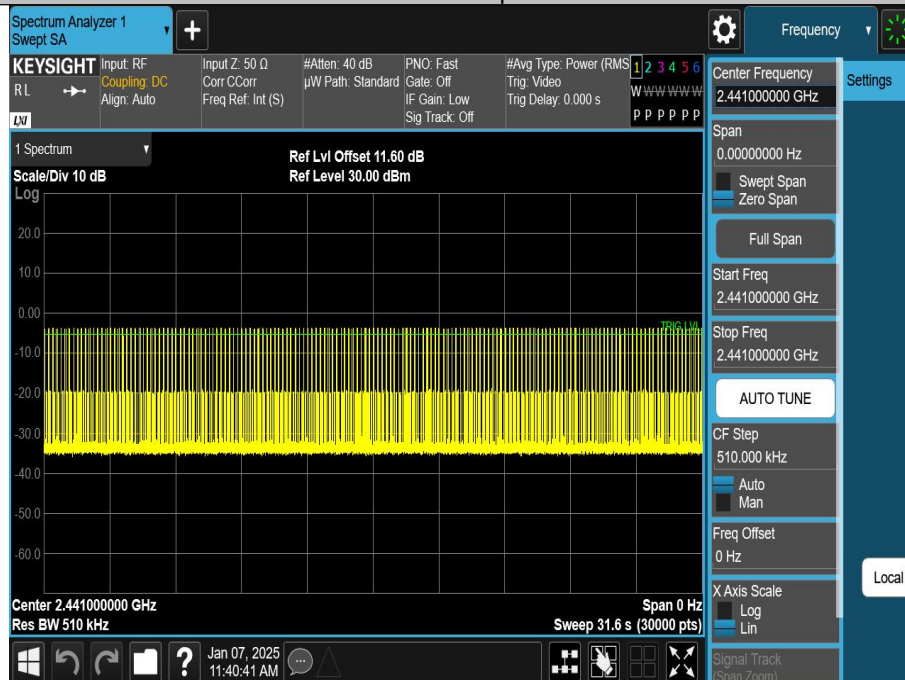 Spectrum Analyzer 1
Swept SA
Frequency
KEYSIGHT
RL
LXI
Input: RF
Coupling: DC
Align: Auto
Input Z: 50 Ω
Corr CCorr
Freq Ref: Int (S)
#Atten: 40 dB
µW Path: Standard
PNO: Fast
Gate: Off
IF Gain: Low
Sig Track: Off
#Avg Type: Power (RMS
Trig: Video
Trig Delay: 0.000 s
1 2 3 4 5 6
W W W W W W
P P P P P P
1 Spectrum
Scale/Div 10 dB
Log
Ref Lvl Offset 11.60 dB
Ref Level 30.00 dBm
20.0
10.0
0.00
TRIG LVL
-10.0
-20.0
-30.0
-40.0
-50.0
-60.0
Center 2.441000000 GHz
Res BW 510 kHz
Span 0 Hz
Sweep 31.6 s (30000 pts)
Jan 07, 2025
11:40:41 AM
Center Frequency
2.441000000 GHz
Span
0.00000000 Hz
Swept Span
Zero Span
Full Span
Start Freq
2.441000000 GHz
Stop Freq
2.441000000 GHz
AUTO TUNE
CF Step
510.000 kHz
Auto
Man
Freq Offset
0 Hz
X Axis Scale
Log
Lin
Signal Track
(Span Zoom)
Settings
Local